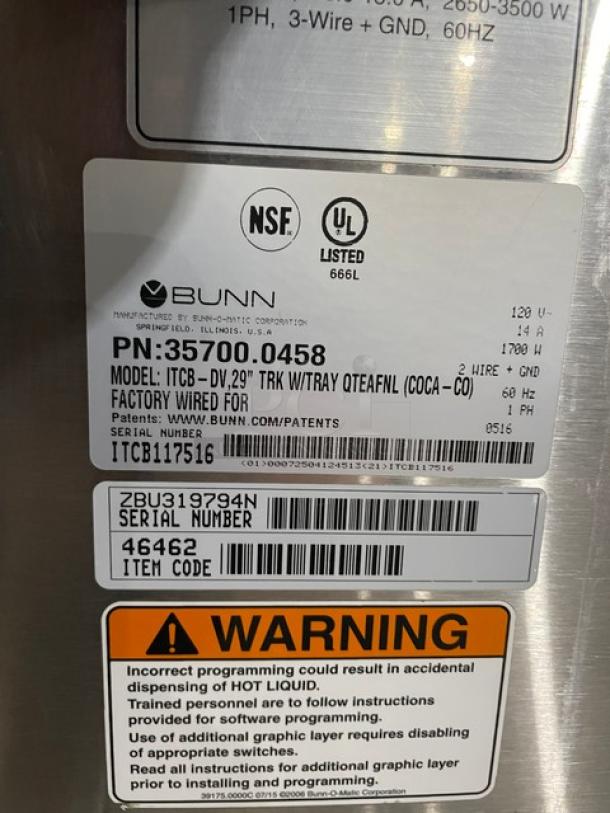 A, 2650-3500 W
1PH, 3-Wire + GND, 60HZ
NSF
UL
LISTED
666L
BUNN
MANUFACTURED BY BUNN-O-MATIC CORPORATION
SPRINGFIELD, ILLINOIS, U.S.A
120 V~
14 A
1700 W
PN:35700.0458
2 WIRE + GND
MODEL: ITCB-DV,29" TRK W/TRAY QTEAFNL (COCA-CO)
60 Hz
FACTORY WIRED FOR
1 PH
Patents: WWW.BUNN.COM/PATENTS
0516
SERIAL NUMBER
ITCB117516
(01)00072504124513(21)ITCB117516
ZBU319794N
SERIAL NUMBER
46462
ITEM CODE
WARNING
Incorrect programming could result in accidental
dispensing of HOT LIQUID.
Trained personnel are to follow instructions
provided for software programming.
Use of additional graphic layer requires disabling
of appropriate switches.
Read all instructions for additional graphic layer
prior to installing and programming.
39175.0000C 07/15 ©2006 Bunn-O-Matic Corporation